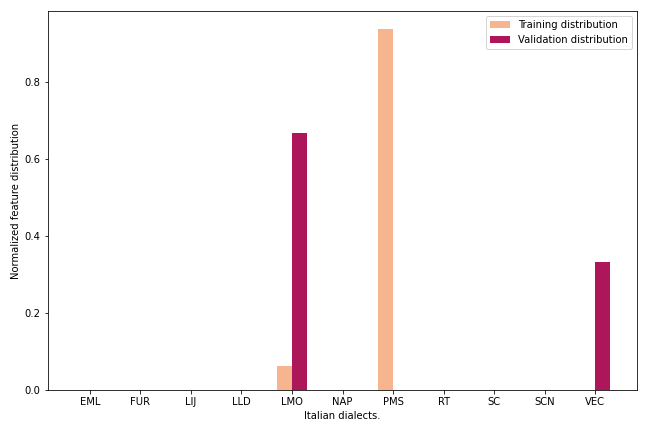 Training distribution
Validation distribution
Normalized feature distribution
0.8
0.6
0.4
0.2
0.0
EML FUR LIJ LLD LMO NAP PMS RT SC SCN VEC
Italian dialects.